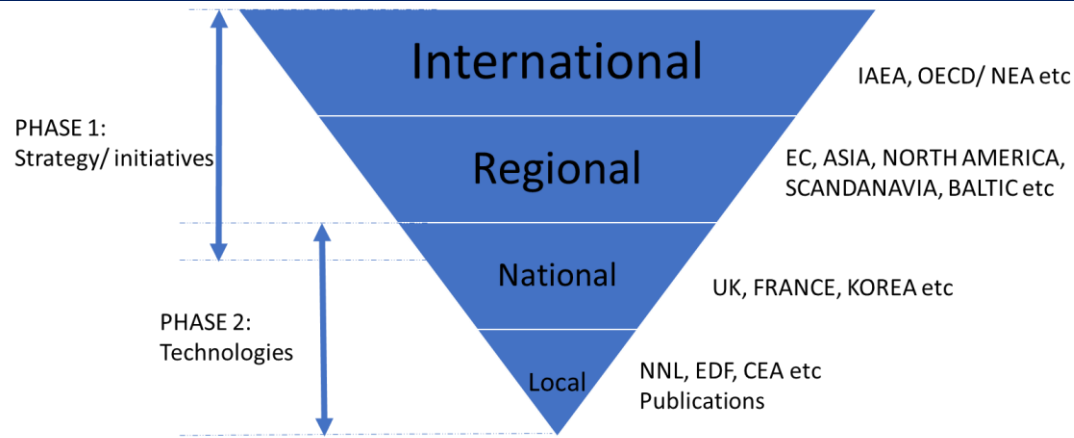 International
IAEA, OECD/ NEA etc
PHASE 1:
Strategy/ initiatives
Regional
EC, ASIA, NORTH AMERICA,
SCANDANAVIA, BALTIC etc
National
UK, FRANCE, KOREA etc
PHASE 2:
Technologies
Local
NNL, EDF, CEA etc
Publications